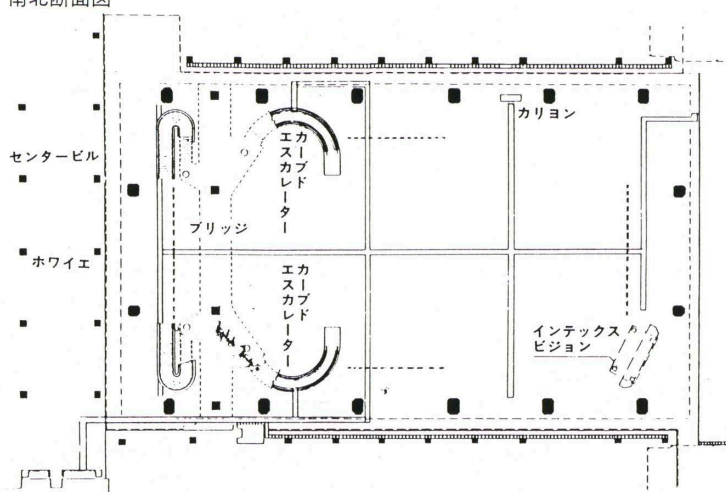 南北断面図
カリヨン
センタービル
カーブド
エスカレーター
ブリッジ
ホワイエ
カーブド
エスカレーター
インテックス
ビジョン